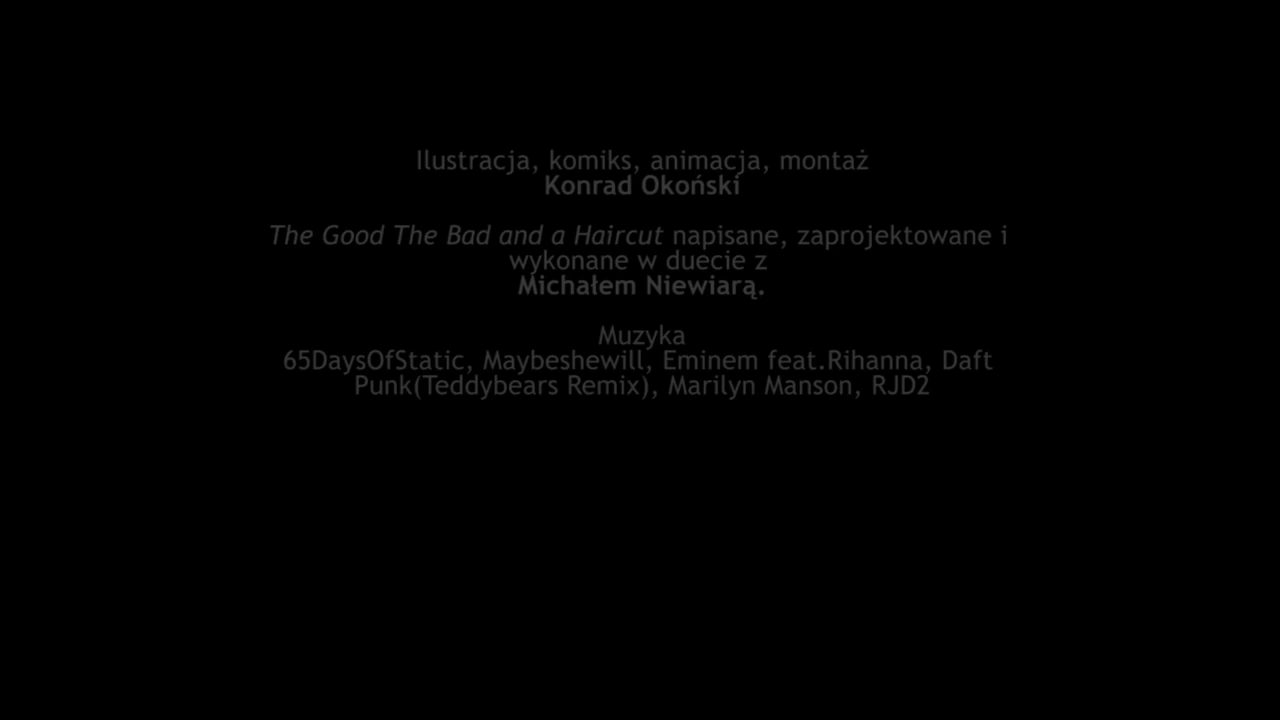 Ilustracja, komiks, animacja, montaż
Konrad Okoński
The Good The Bad and a Haircut napisane, zaprojektowane i
wykonane w duecie z
Michałem Niewiarą.
Muzyka
65DaysOfStatic, Maybeshewill, Eminem feat.Rihanna, Daft
Punk(Teddybears Remix), Marilyn Manson, RJD2